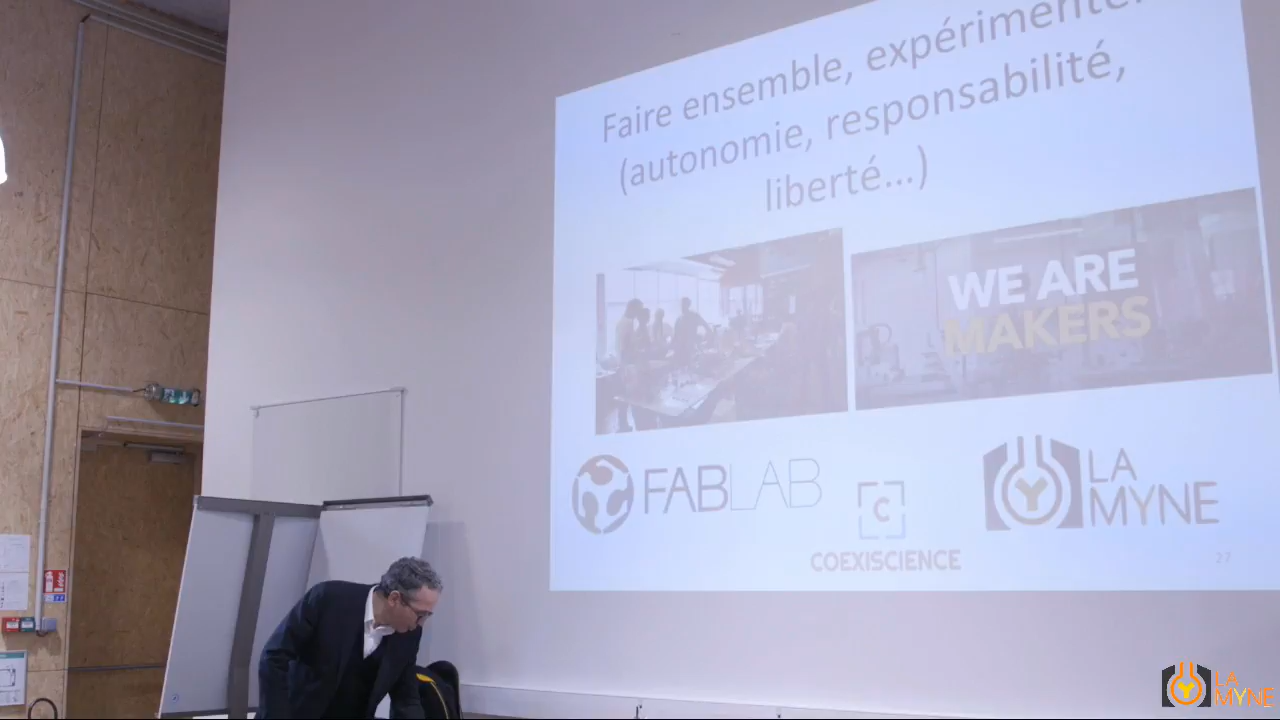 Faire ensemble, expérimenter
(autonomie, responsabilité,
liberté...)
WE ARE
MAKERS
FABLAB
C
COEXISCIENCE
LA
MYNE
27
LA
MYNE